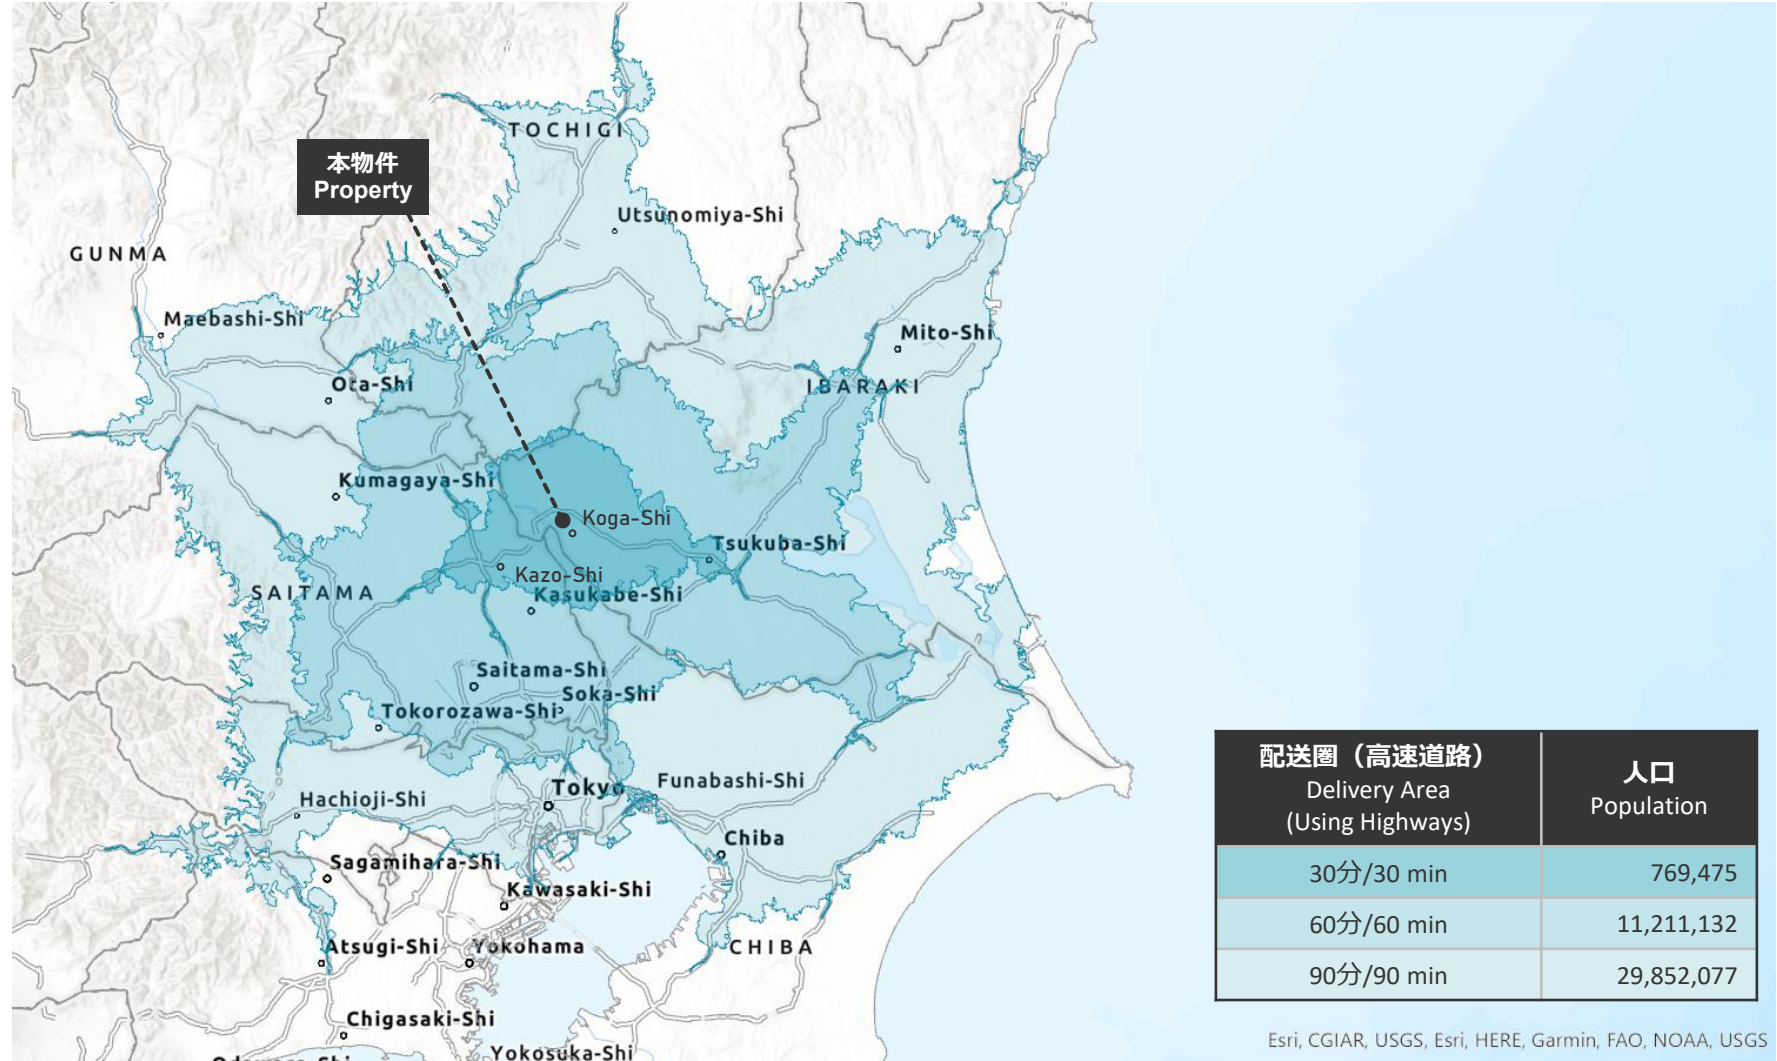 TOCHIGI
本物件
Property
Utsunomiya-Shi
GUNMA
Maebashi-Shi
Mito-Shi
Ota-Shi
IBARAKI
Kumagaya-Shi
Koga-Shi
Tsukuba-Shi
Kazo-Shi
SAITAMA
Kasukabe-Shi
Saitama-Shi
Soka-Shi
Tokorozawa-Shi
Tokyo
Funabashi-Shi
Hachioji-Shi
Chiba
Sagamihara-Shi
Kawasaki-Shi
Atsugi-Shi
Yokohama
CHIBA
Chigasaki-Shi
Yokosuka-Shi
配送圏（高速道路）
Delivery Area
(Using Highways)
人口
Population
30分/30 min 769,475
60分/60 min 11,211,132
90分/90 min 29,852,077
Esri, CGIAR, USGS, Esri, HERE, Garmin, FAO, NOAA, USGS